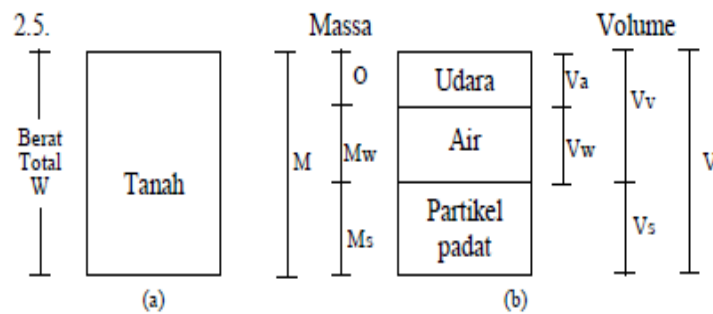 2.5.
Massa
Volume
Berat
Total
W
Tanah
M
O
Mw
Ms
Udara
Air
Partikel
padat
Va
Vw
Vv
Vs
V
(a)
(b)